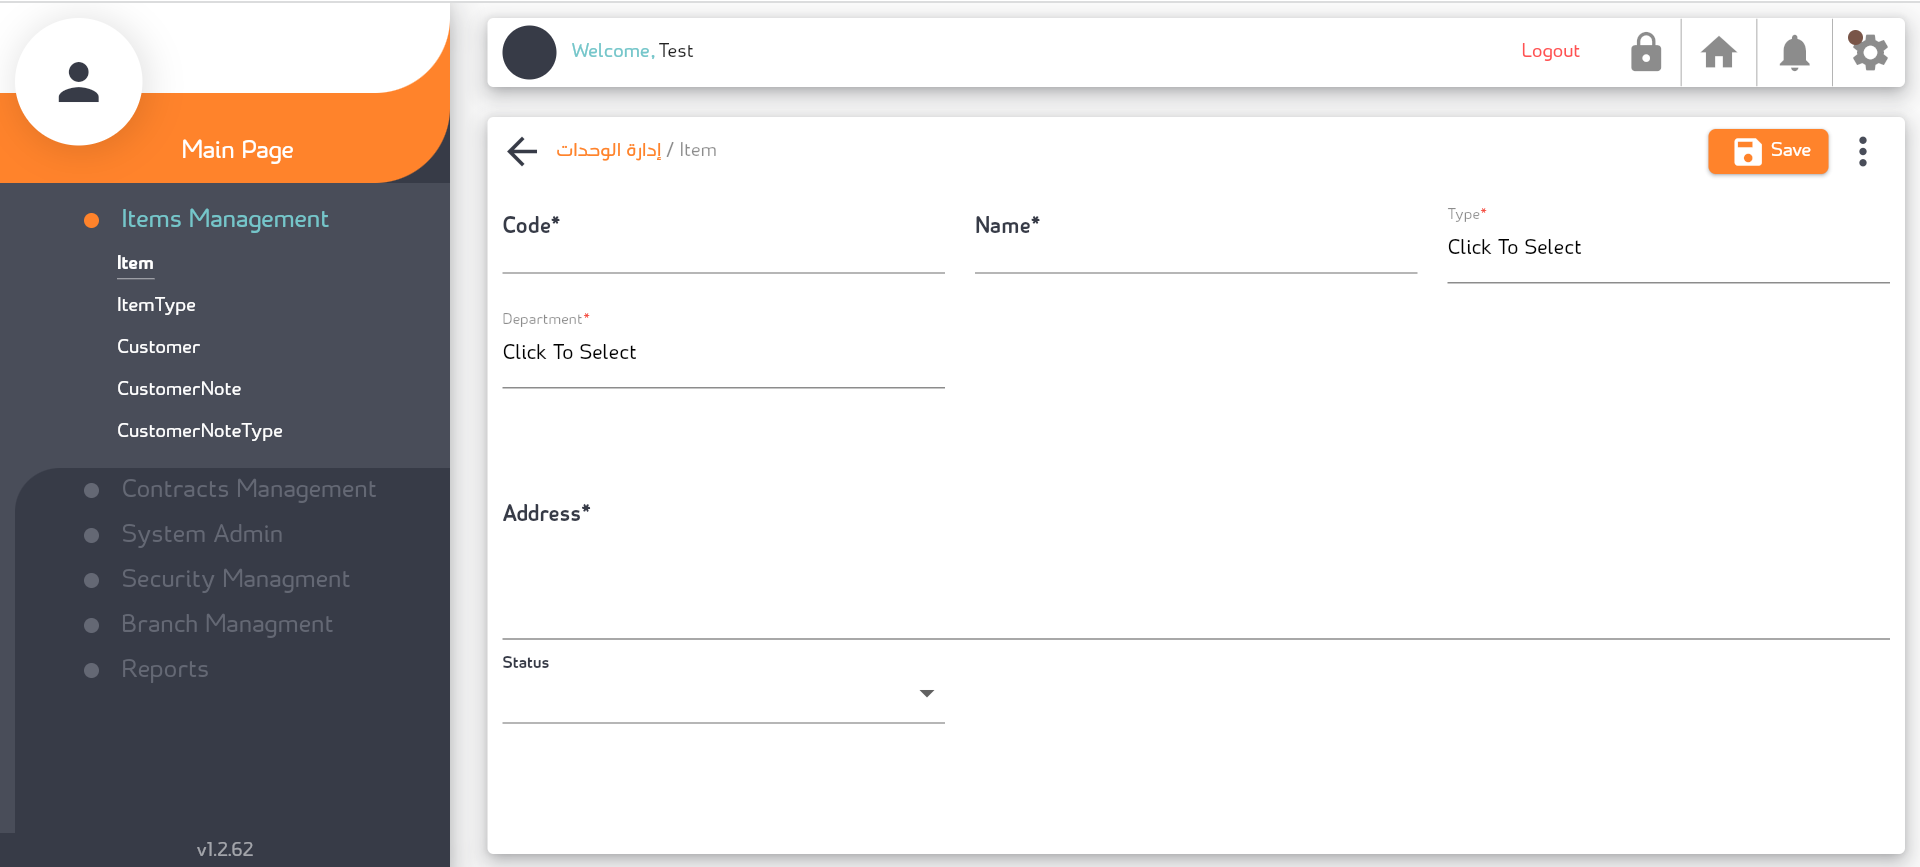 Main Page
Items Management
Item
ItemType
Customer
CustomerNote
CustomerNoteType
Contracts Management
System Admin
Security Managment
Branch Managment
Reports
v1.2.62
Welcome, Test
Logout
إدارة الوحدات / Item
Save
Code*
Name*
Type*
Click To Select
Department*
Click To Select
Address*
Status